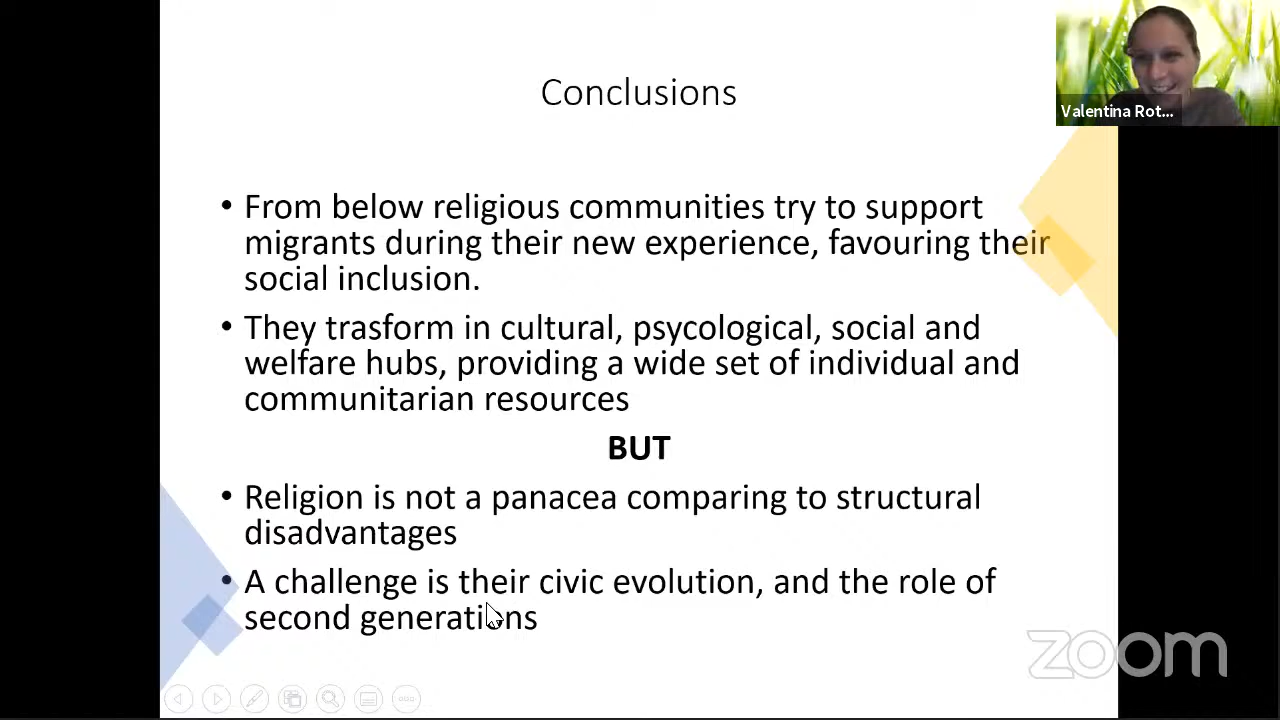 Conclusions
Valentina Rot...
• From below religious communities try to support
migrants during their new experience, favouring their
social inclusion.
• They trasform in cultural, psycological, social and
welfare hubs, providing a wide set of individual and
communitarian resources
BUT
• Religion is not a panacea comparing to structural
disadvantages
• A challenge is their civic evolution, and the role of
second generations
zoom